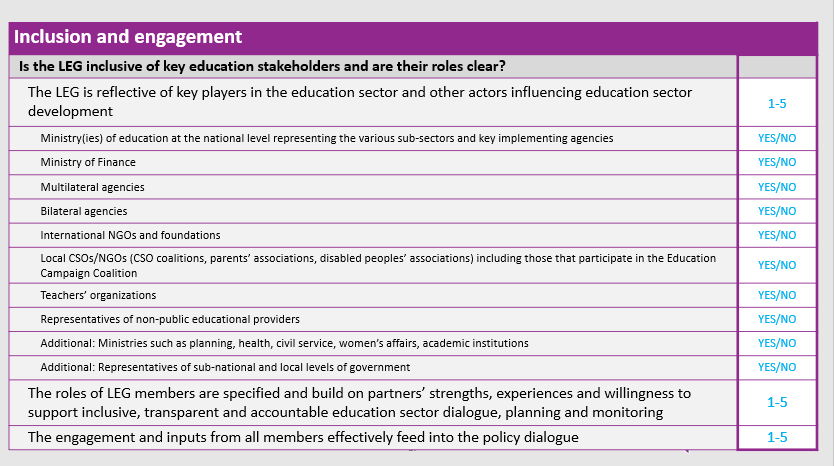 Inclusion and engagement
Is the LEG inclusive of key education stakeholders and are their roles clear?
The LEG is reflective of key players in the education sector and other actors influencing education sector
development
1-5
Ministry(ies) of education at the national level representing the various sub-sectors and key implementing agencies
YES/NO
Ministry of Finance
YES/NO
Multilateral agencies
YES/NO
Bilateral agencies
YES/NO
International NGOs and foundations
YES/NO
Local CSOs/NGOs (CSO coalitions, parents’ associations, disabled peoples’ associations) including those that participate in the Education
Campaign Coalition
YES/NO
Teachers’ organizations
YES/NO
Representatives of non-public educational providers
YES/NO
Additional: Ministries such as planning, health, civil service, women’s affairs, academic institutions
YES/NO
Additional: Representatives of sub-national and local levels of government
YES/NO
The roles of LEG members are specified and build on partners’ strengths, experiences and willingness to
support inclusive, transparent and accountable education sector dialogue, planning and monitoring
1-5
The engagement and inputs from all members effectively feed into the policy dialogue
1-5